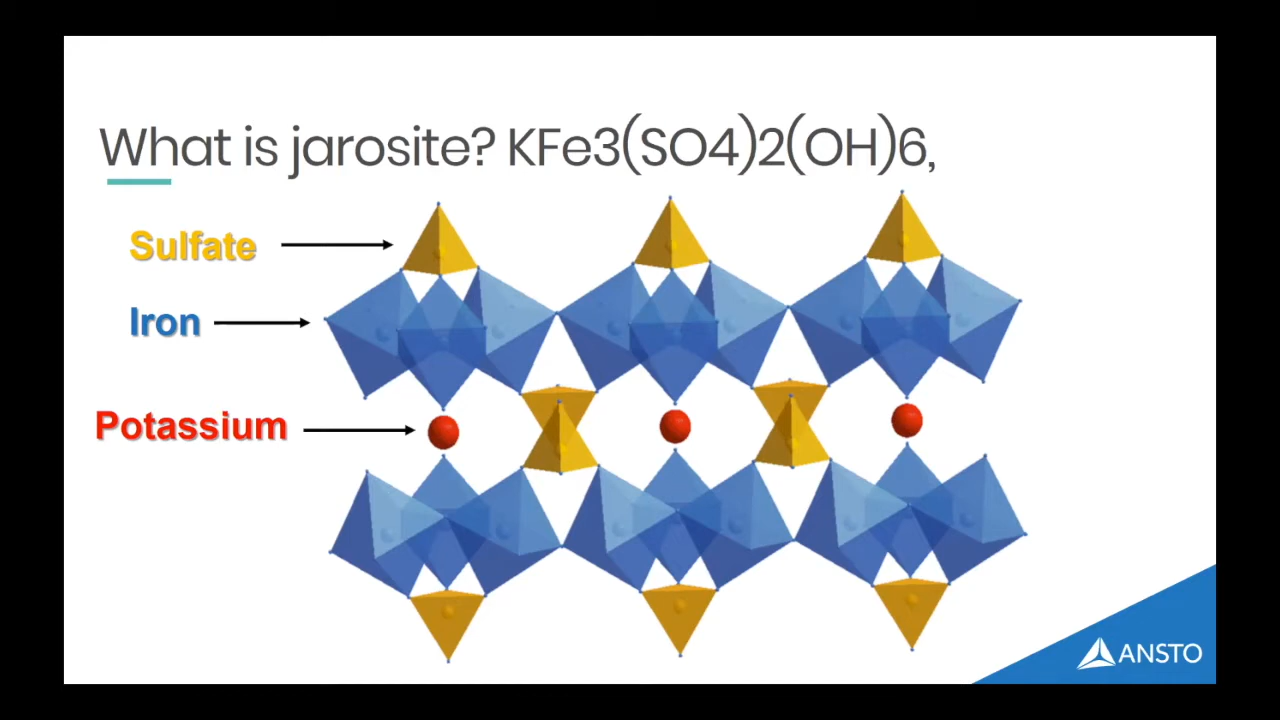 What is jarosite? KFe3(SO4)2(OH)6,
Sulfate
Iron
Potassium
ANSTO